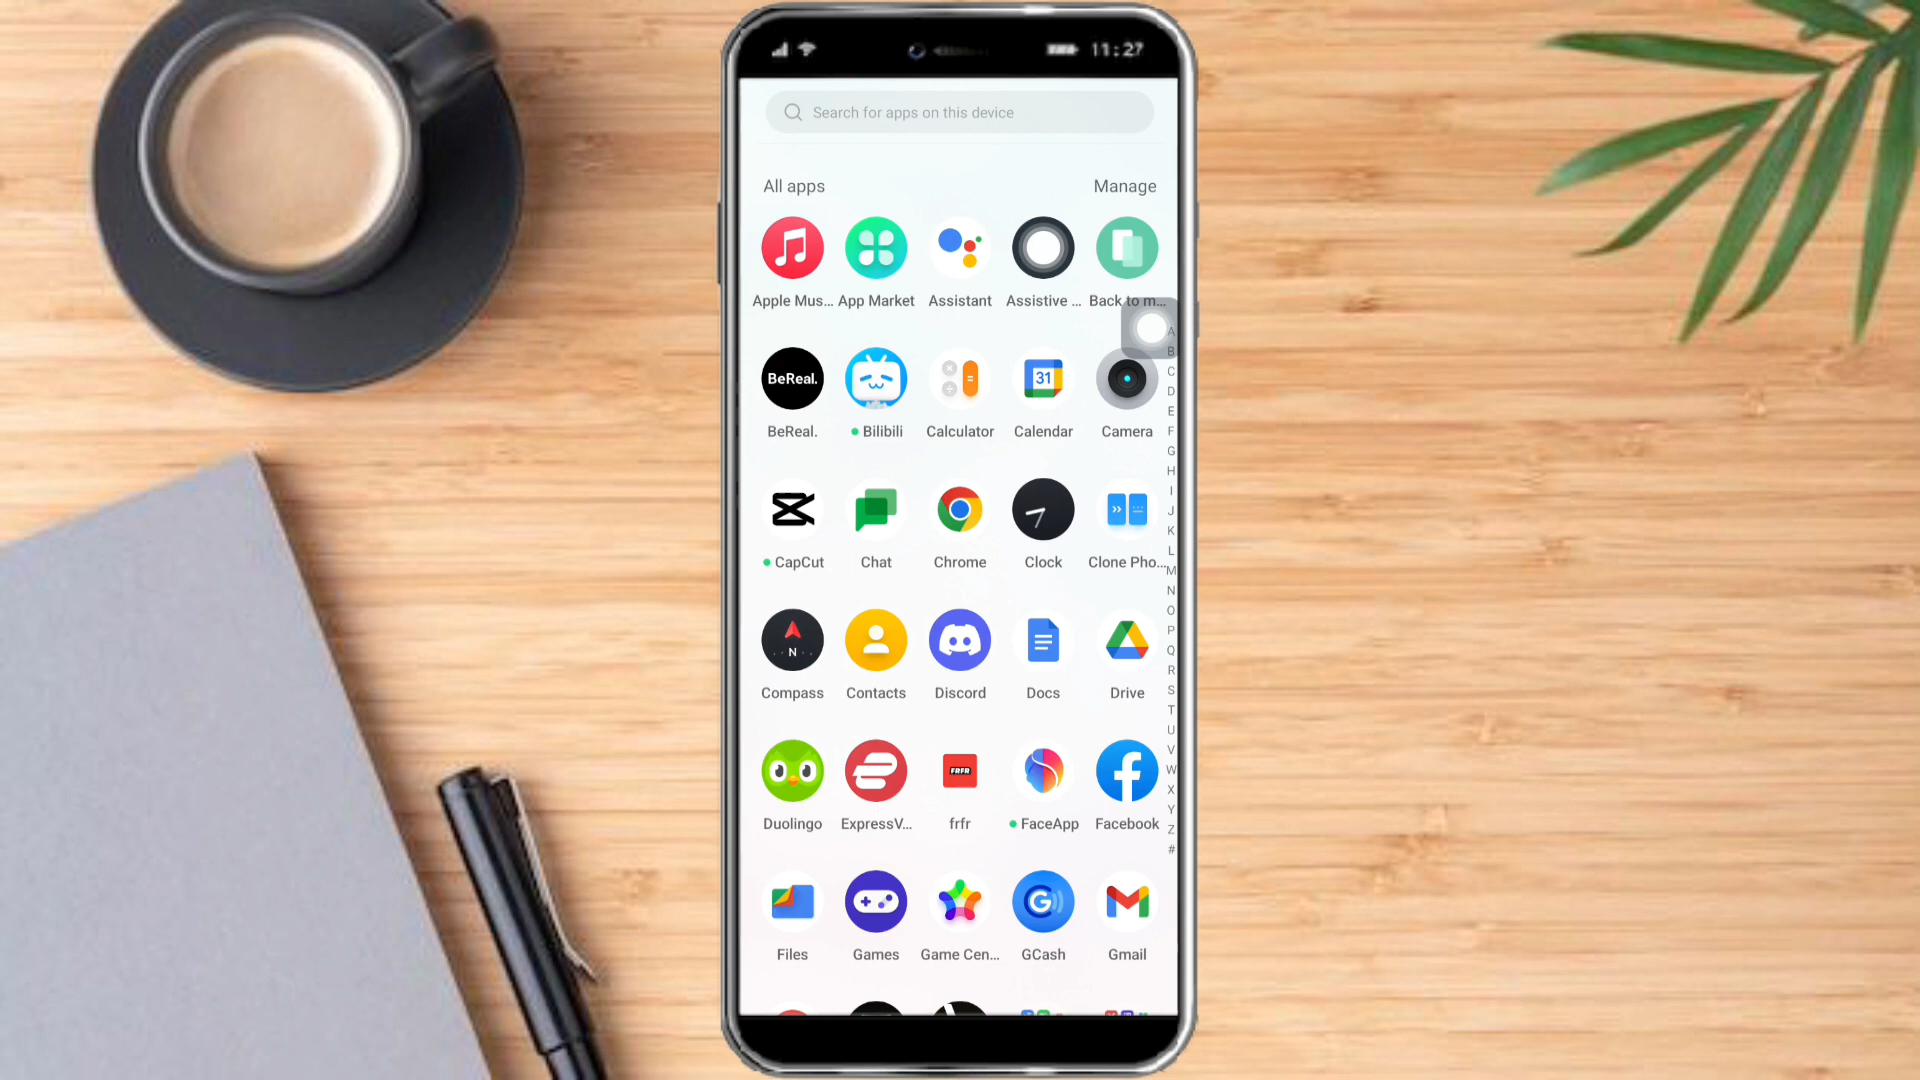 11:27
Search for apps on this device
All apps Manage
Apple Mus... App Market Assistant Assistive ... Back to m...
BeReal.
31
BeReal. Bilibili Calculator Calendar Camera
CapCut Chat Chrome Clock Clone Pho...
N
Compass Contacts Discord Docs Drive
FRFR
Duolingo ExpressV... frfr FaceApp Facebook
G
Files Games Game Cen... GCash Gmail
A
B
C
D
E
F
G
H
I
J
K
L
M
N
O
P
Q
R
S
T
U
V
W
X
Y
Z
#